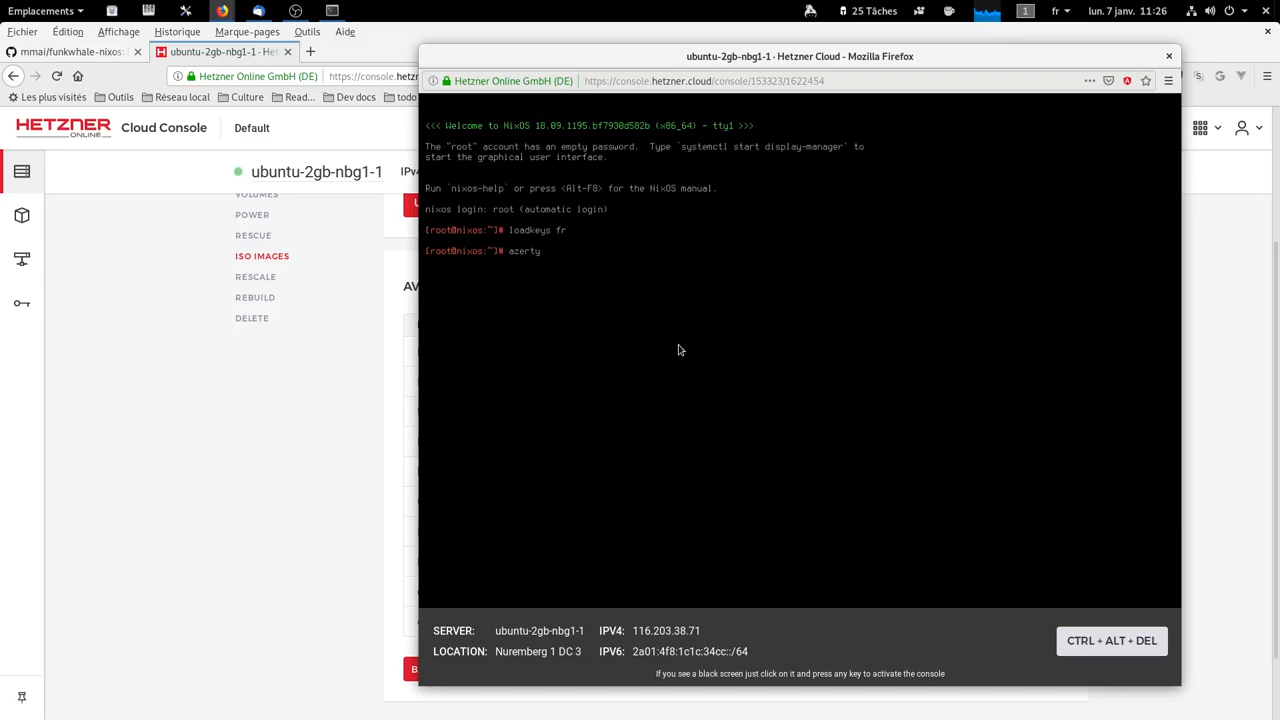 Emplacements
25 Tâches
1
fr
lun. 7 janv.
11:26
Fichier Édition Affichage Historique Marque-pages Outils Aide
mmai/funkwhale-nixos:
ubuntu-2gb-nbg1-1 · Het
Hetzner Online GmbH (DE)
https://console.hetz
Les plus visités Outils Réseau local Culture Read... Dev docs todo
ubuntu-2gb-nbg1-1 · Hetzner Cloud - Mozilla Firefox
Hetzner Online GmbH (DE) https://console.hetzner.cloud/console/153323/1622454
HETZNER
ONLINE
Cloud Console
Default
ubuntu-2gb-nbg1-1
IPv4
VOLUMES
POWER
RESCUE
ISO IMAGES
RESCALE
REBUILD
DELETE
AV
<<< Welcome to NixOS 18.09.1195.bf7930d582b (x86_64) - tty1 >>>
The "root" account has an empty password.  Type `systemctl start display-manager' to
start the graphical user interface.
Run `nixos-help` or press <Alt-F8> for the NixOS manual.
nixos login: root (automatic login)
[root@nixos:~]# loadkeys fr
[root@nixos:~]# azerty
SERVER: ubuntu-2gb-nbg1-1 IPV4: 116.203.38.71
LOCATION: Nuremberg 1 DC 3 IPV6: 2a01:4f8:1c1c:34cc::/64
CTRL + ALT + DEL
If you see a black screen just click on it and press any key to activate the console